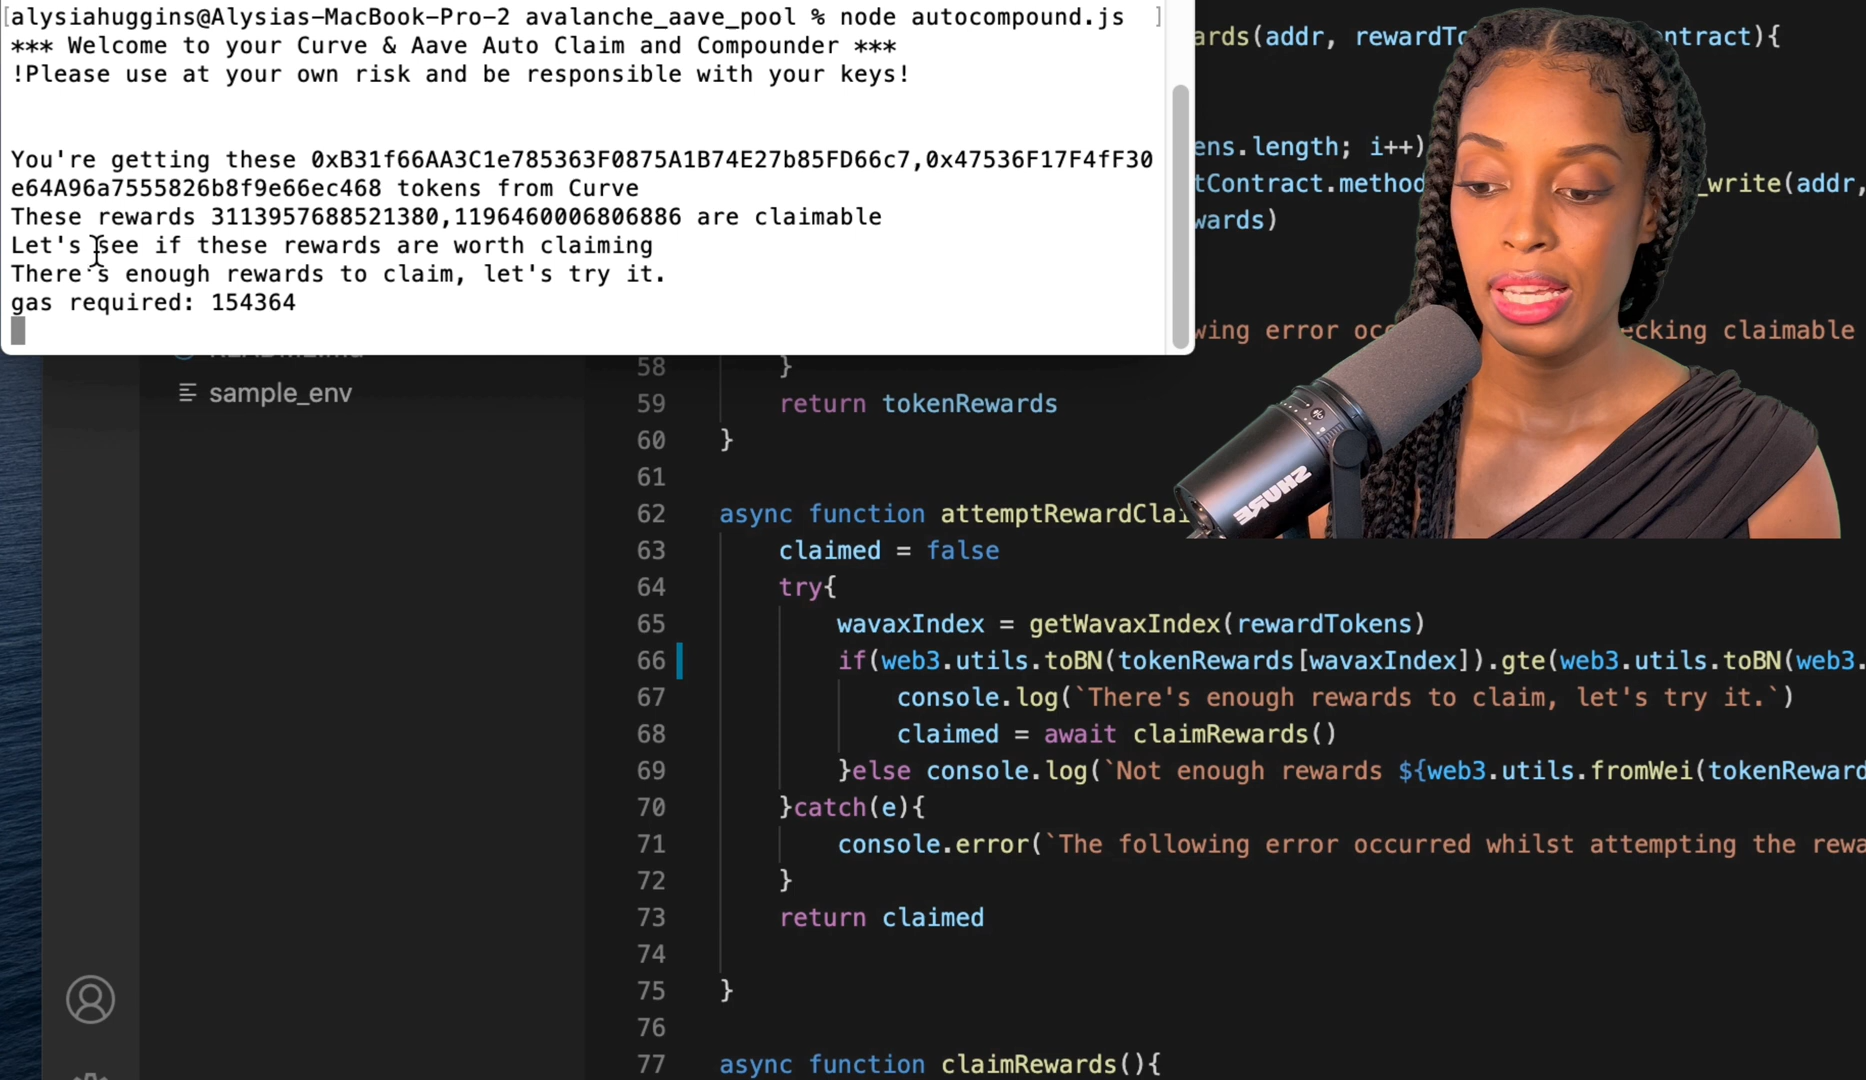 [alysiahuggins@Alysias-MacBook-Pro-2 avalanche_aave_pool % node autocompound.js ]
*** Welcome to your Curve & Aave Auto Claim and Compounder ***
!Please use at your own risk and be responsible with your keys!
You're getting these 0xB31f66AA3C1e785363F0875A1B74E27b85FD66c7,0x47536F17F4fF30
e64A96a7555826b8f9e66ec468 tokens from Curve
These rewards 3113957688521380,1196460006806886 are claimable
Let's see if these rewards are worth claiming
There's enough rewards to claim, let's try it.
gas required: 154364
ards(addr, rewardTo ntract){
ens.length; i++)
tContract.method _write(addr,
wards)
wing error oc ecking claimable
sample_env
58 }
59 return tokenRewards
60 }
61
62 async function attemptRewardClai
63 claimed = false
64 try{
65 wavaxIndex = getWavaxIndex(rewardTokens)
66 if(web3.utils.toBN(tokenRewards[wavaxIndex]).gte(web3.utils.toBN(web3.
67 console.log(`There's enough rewards to claim, let's try it.`)
68 claimed = await claimRewards()
69 }else console.log(`Not enough rewards ${web3.utils.fromWei(tokenReward
70 }catch(e){
71 console.error(`The following error occurred whilst attempting the rewa
72 }
73 return claimed
74
75 }
76
77 async function claimRewards(){
SHURE